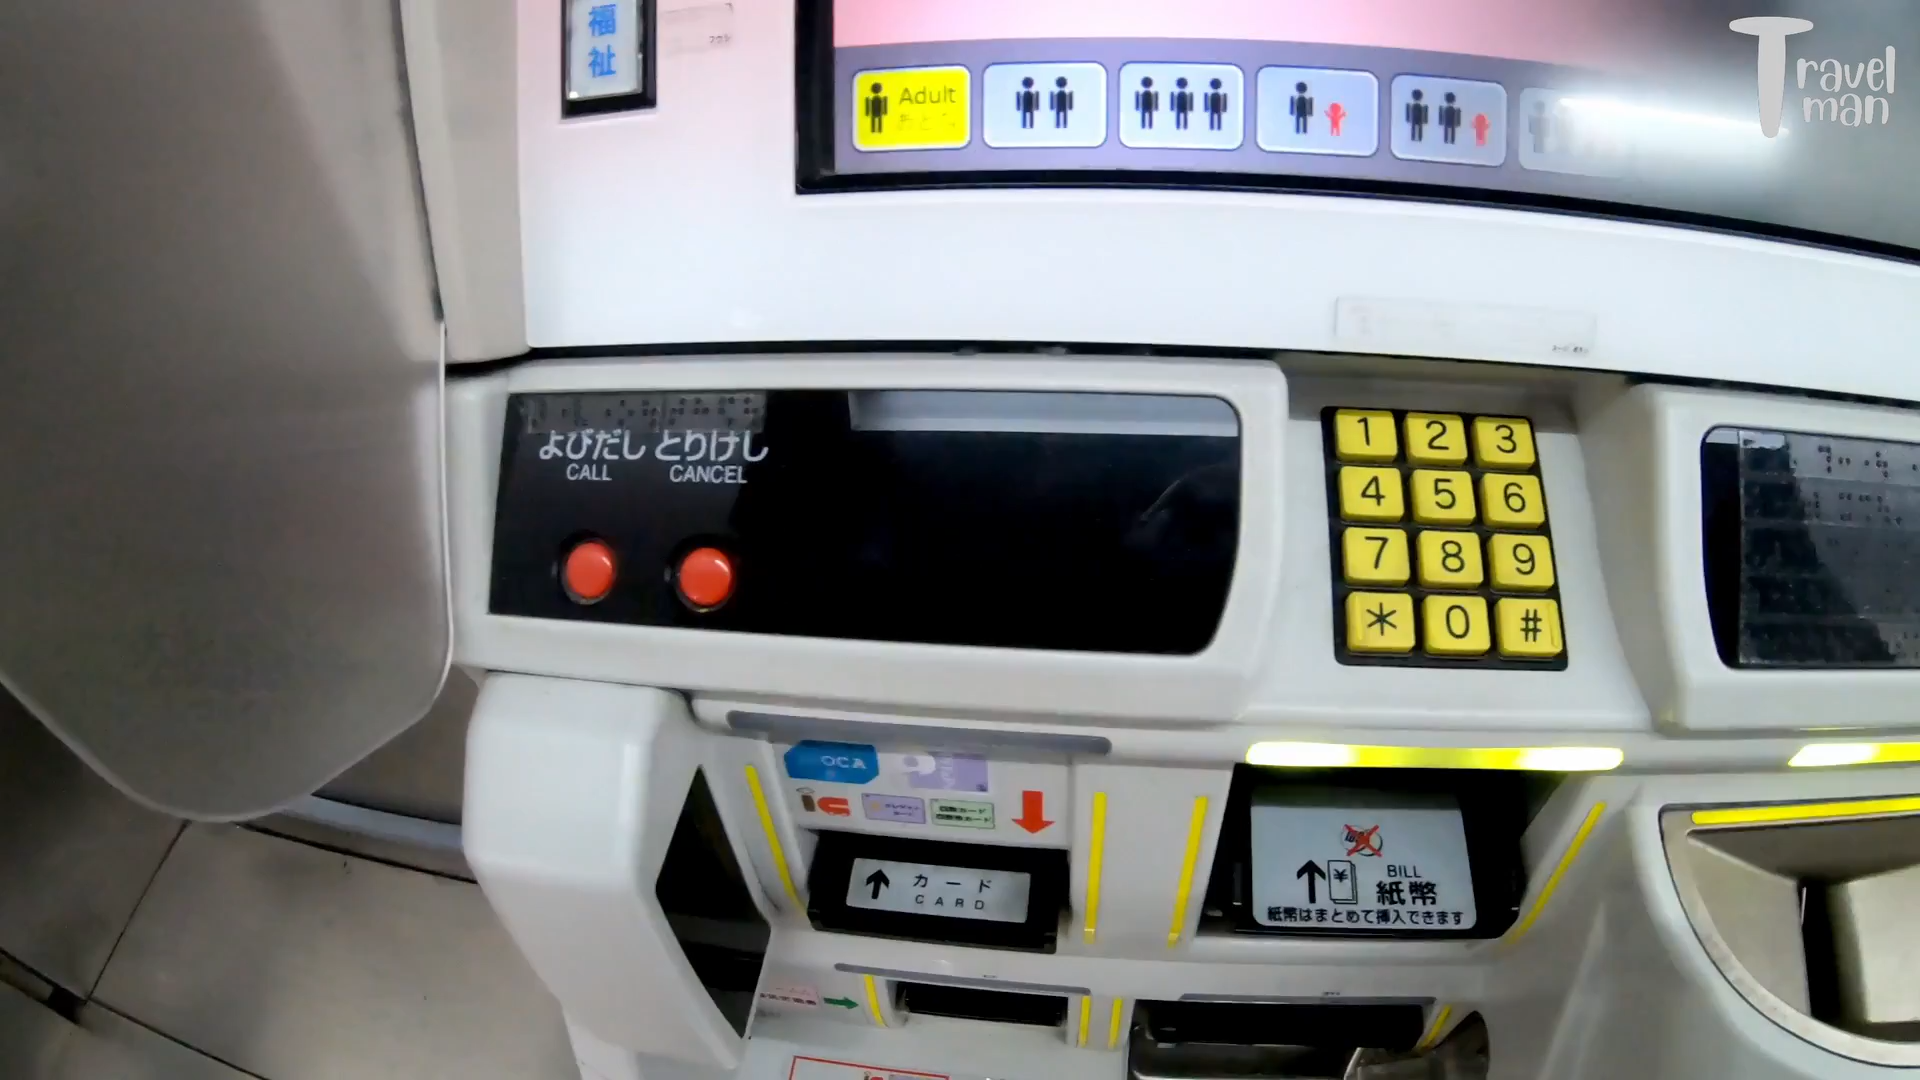 Travel man
福祉
Adult
おとな
よびだし とりけし
CALL CANCEL
1 2 3
4 5 6
7 8 9
* 0 #
OCA
カード
CARD
BILL
紙幣
紙幣はまとめて挿入できます